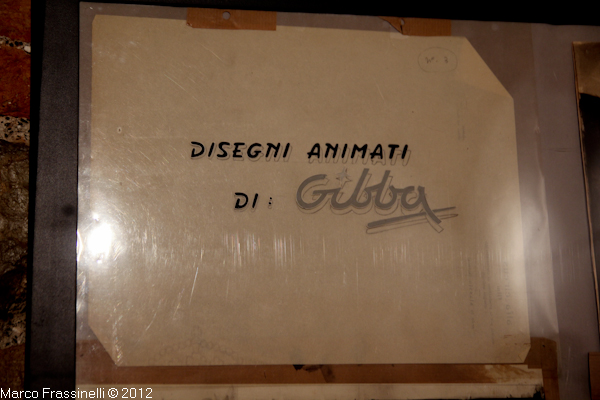 DISEGNI ANIMATI
DI: Gibba
Marco Frassinelli © 2012